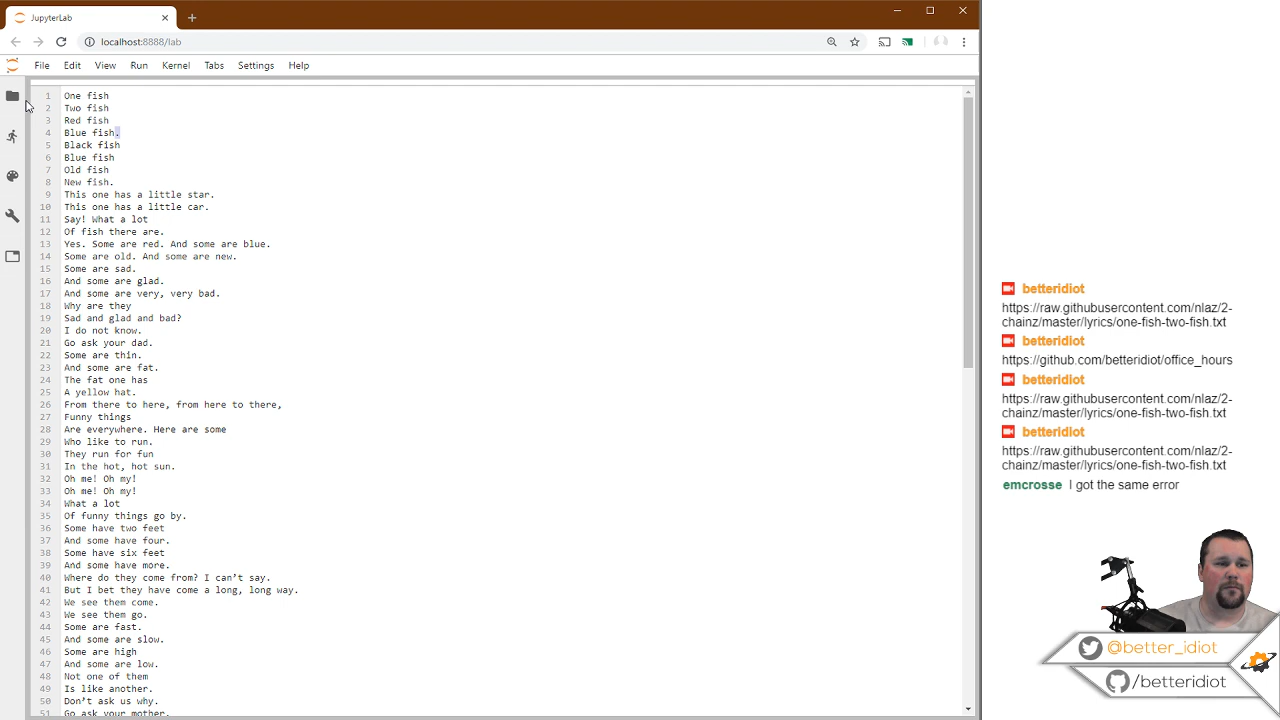 JupyterLab
localhost:8888/lab
File Edit View Run Kernel Tabs Settings Help
1 One fish
2 Two fish
3 Red fish
4 Blue fish.
5 Black fish
6 Blue fish
7 Old fish
8 New fish.
9 This one has a little star.
10 This one has a little car.
11 Say! What a lot
12 Of fish there are.
13 Yes. Some are red. And some are blue.
14 Some are old. And some are new.
15 Some are sad.
16 And some are glad.
17 And some are very, very bad.
18 Why are they
19 Sad and glad and bad?
20 I do not know.
21 Go ask your dad.
22 Some are thin.
23 And some are fat.
24 The fat one has
25 A yellow hat.
26 From there to here, from here to there,
27 Funny things
28 Are everywhere. Here are some
29 Who like to run.
30 They run for fun
31 In the hot, hot sun.
32 Oh me! Oh my!
33 Oh me! Oh my!
34 What a lot
35 Of funny things go by.
36 Some have two feet
37 And some have four.
38 Some have six feet
39 And some have more.
40 Where do they come from? I can’t say.
41 But I bet they have come a long, long way.
42 We see them come.
43 We see them go.
44 Some are fast.
45 And some are slow.
46 Some are high
47 And some are low.
48 Not one of them
49 Is like another.
50 Don’t ask us why.
51 Go ask your mother.
betteridiot
https://raw.githubusercontent.com/nlaz/2-
chainz/master/lyrics/one-fish-two-fish.txt
betteridiot
https://github.com/betteridiot/office_hours
betteridiot
https://raw.githubusercontent.com/nlaz/2-
chainz/master/lyrics/one-fish-two-fish.txt
betteridiot
https://raw.githubusercontent.com/nlaz/2-
chainz/master/lyrics/one-fish-two-fish.txt
emcrosse I got the same error
@better_idiot
/betteridiot